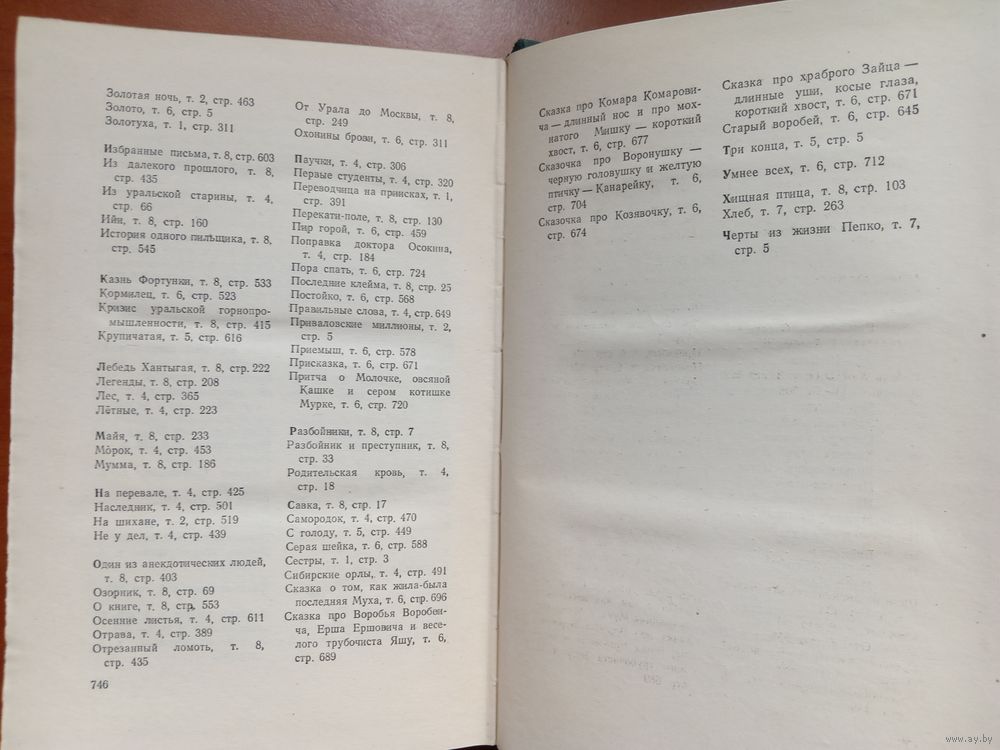 Золотая ночь, т. 2, стр. 463
Золото, т. 6, стр. 5
Золотуха, т. 1, стр. 311
Избранные письма, т. 8, стр. 603
Из далекого прошлого, т. 8,
стр. 435
Из уральской старины, т. 4,
стр. 66
Ийи, т. 8, стр. 160
История одного пильщика, т. 8,
стр. 545
Казнь Фортунки, т. 8, стр. 533
Кормилец, т. 6, стр. 523
Кризис уральской горнопро-
мышленности, т. 8, стр. 415
Крупичатая, т. 5, стр. 616
Лебедь Хантыгая, т. 8, стр. 222
Легенды, т. 8, стр. 208
Лес, т. 4, стр. 365
Лётные, т. 4, стр. 223
Майя, т. 8, стр. 233
Мо́рок, т. 4, стр. 453
Мумма, т. 8, стр. 186
На перевале, т. 4, стр. 425
Наследник, т. 4, стр. 501
На шихане, т. 2, стр. 519
Не у дел, т. 4, стр. 439
Один из анекдотических людей,
т. 8, стр. 403
Озорник, т. 8, стр. 69
О книге, т. 8, стр. 553
Осенние листья, т. 4, стр. 611
Отрава, т. 4, стр. 389
Отрезанный ломоть, т. 8,
стр. 435
746
От Урала до Москвы, т. 8,
стр. 249
Охонины брови, т. 6, стр. 311
Паучки, т. 4, стр. 306
Первые студенты, т. 4, стр. 320
Переводчица на приисках, т. 1,
стр. 391
Перекати-поле, т. 8, стр. 130
Пир горой, т. 6, стр. 459
Поправка доктора Осокина,
т. 4, стр. 184
Пора спать, т. 6, стр. 724
Последние клейма, т. 8, стр. 25
Постойко, т. 6, стр. 568
Правильные слова, т. 4, стр. 649
Приваловские миллионы, т. 2,
стр. 5
Приемыш, т. 6, стр. 578
Присказка, т. 6, стр. 671
Притча о Молочке, овсяной
Кашке и сером котишке
Мурке, т. 6, стр. 720
Разбойники, т. 8, стр. 7
Разбойник и преступник, т. 8,
стр. 33
Родительская кровь, т. 4,
стр. 18
Савка, т. 8, стр. 17
Самородок, т. 4, стр. 470
С голоду, т. 5, стр. 449
Серая шейка, т. 6, стр. 588
Сестры, т. 1, стр. 3
Сибирские орлы, т. 4, стр. 491
Сказка о том, как жила-была
последняя Муха, т. 6, стр. 696
Сказка про Воробья Воробеи-
ча, Ерша Ершовича и весе-
лого трубочиста Яшу, т. 6,
стр. 689
Сказка про Комара Комарови-
ча — длинный нос и про мох-
натого Мишку — короткий
хвост, т. 6, стр. 677
Сказочка про Воронушку —
черную головушку и желтую
птичку — Канарейку, т. 6,
стр. 704
Сказочка про Козявочку, т. 6,
стр. 674
Сказка про храброго Зайца —
длинные уши, косые глаза,
короткий хвост, т. 6, стр. 671
Старый воробей, т. 6, стр. 645
Три конца, т. 5, стр. 5
Умнее всех, т. 6, стр. 712
Хищная птица, т. 8, стр. 103
Хлеб, т. 7, стр. 263
Черты из жизни Пепко, т. 7,
стр. 5
www.ay.by